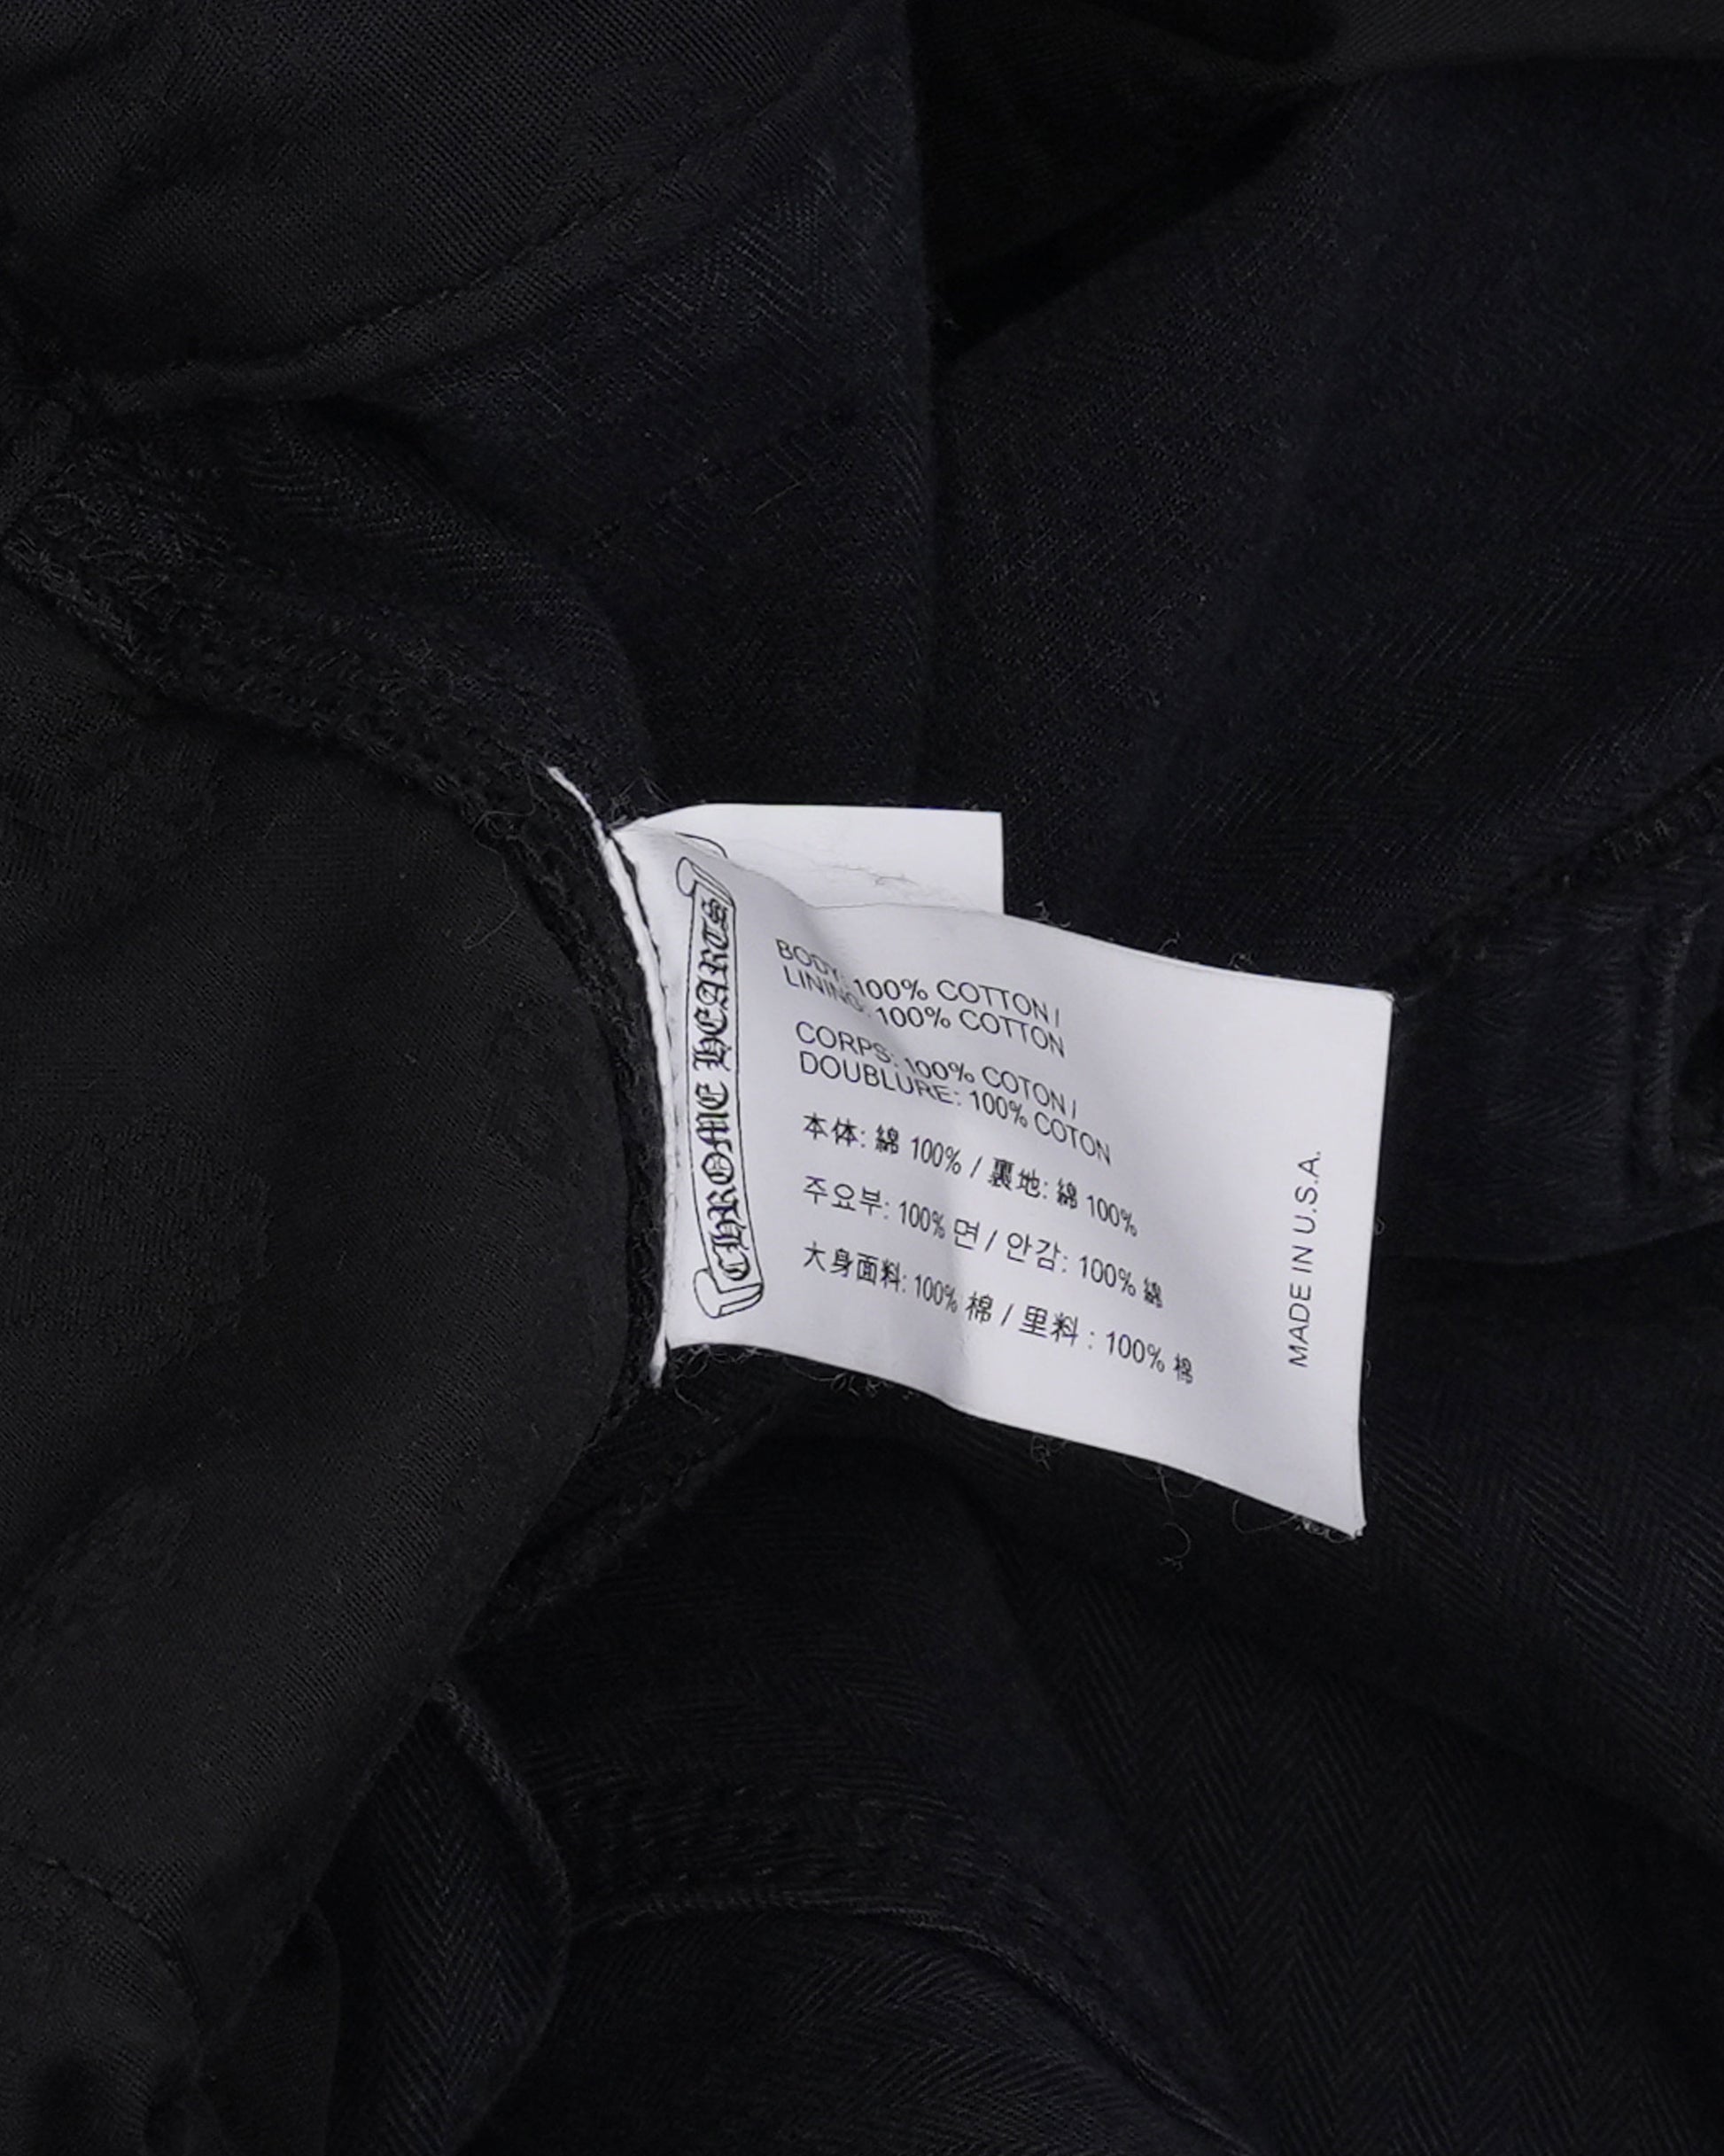 CHROME HEARTS
BODY: 100% COTTON /
LINING: 100% COTTON
CORPS: 100% COTON /
DOUBLURE: 100% COTON
本体: 綿 100% / 裏地: 綿 100%
주요부: 100% 면 / 안감: 100% 綿
大身面料: 100% 棉 / 里料 : 100% 棉
MADE IN U.S.A.